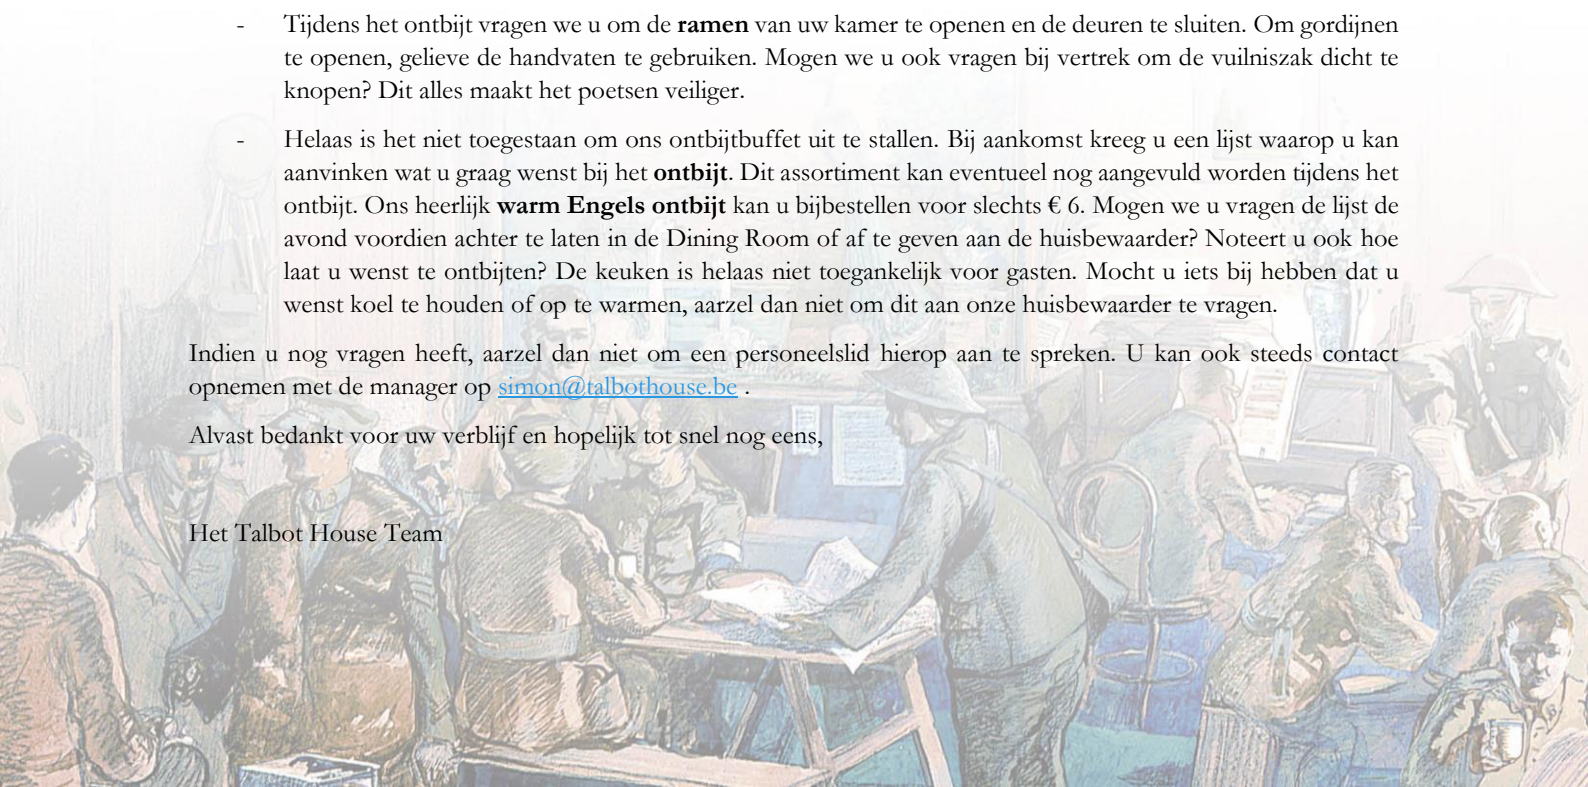 - Tijdens het ontbijt vragen we u om de ramen van uw kamer te openen en de deuren te sluiten. Om gordijnen
te openen, gelieve de handvaten te gebruiken. Mogen we u ook vragen bij vertrek om de vuilniszak dicht te
knopen? Dit alles maakt het poetsen veiliger.
- Helaas is het niet toegestaan om ons ontbijtbuffet uit te stallen. Bij aankomst kreeg u een lijst waarop u kan
aanvinken wat u graag wenst bij het ontbijt. Dit assortiment kan eventueel nog aangevuld worden tijdens het
ontbijt. Ons heerlijk warm Engels ontbijt kan u bijbestellen voor slechts € 6. Mogen we u vragen de lijst de
avond voordien achter te laten in de Dining Room of af te geven aan de huisbewaarder? Noteert u ook hoe
laat u wenst te ontbijten? De keuken is helaas niet toegankelijk voor gasten. Mocht u iets bij hebben dat u
wenst koel te houden of op te warmen, aarzel dan niet om dit aan onze huisbewaarder te vragen.
Indien u nog vragen heeft, aarzel dan niet om een personeelslid hierop aan te spreken. U kan ook steeds contact
opnemen met de manager op simon@talbothouse.be .
Alvast bedankt voor uw verblijf en hopelijk tot snel nog eens,
Het Talbot House Team